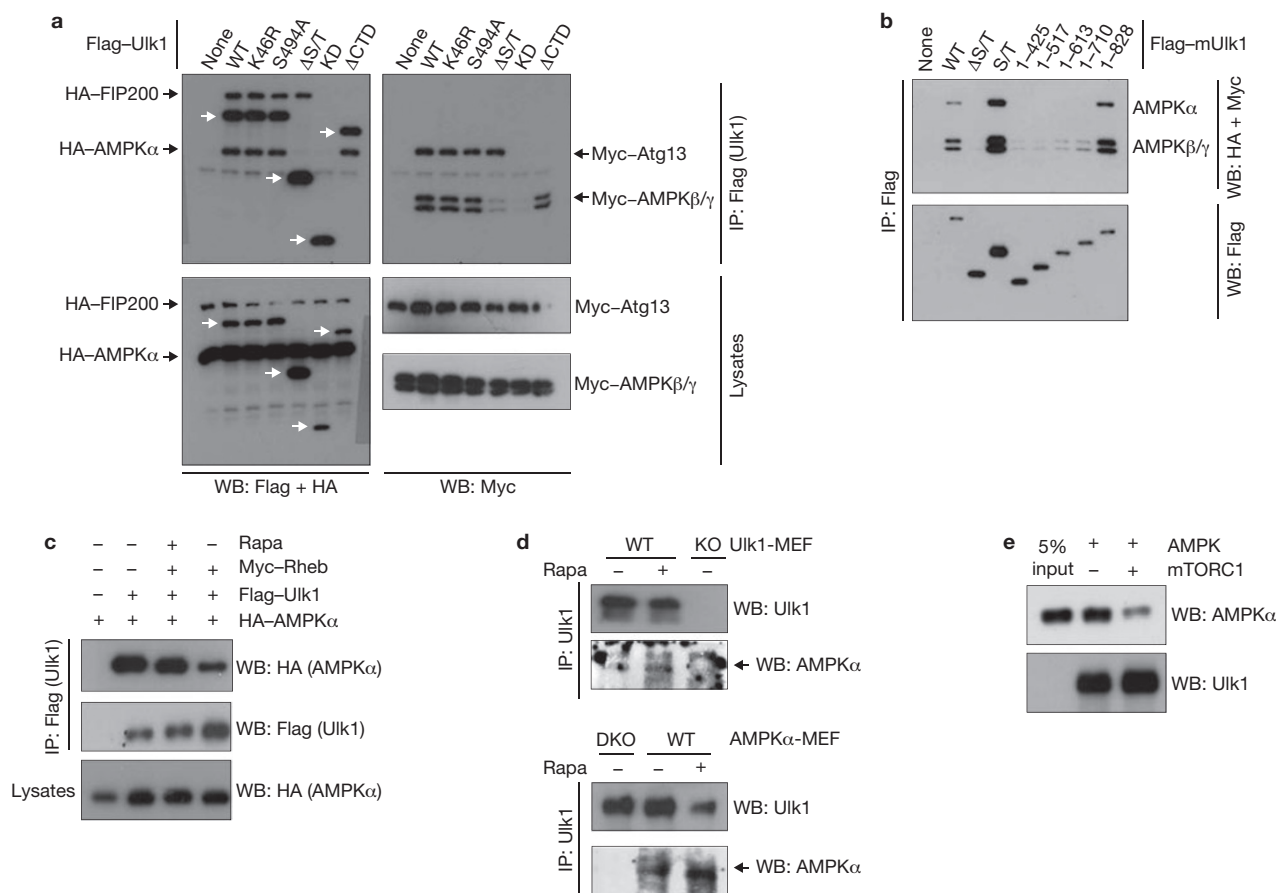 a
Flag–Ulk1
None
WT
K46R
S494A
ΔS/T
KD
ΔCTD
None
WT
K46R
S494A
ΔS/T
KD
ΔCTD
HA–FIP200
HA–AMPKα
Myc–Atg13
Myc–AMPKβ/γ
IP: Flag (Ulk1)
HA–FIP200
HA–AMPKα
Myc–Atg13
Myc–AMPKβ/γ
Lysates
WB: Flag + HA
WB: Myc
b
None
WT
ΔS/T
S/T
1–425
1–517
1–613
1–710
1–828
Flag–mUlk1
IP: Flag
AMPKα
AMPKβ/γ
WB: HA + Myc
WB: Flag
c
– – + – Rapa
– – + + Myc–Rheb
– + + + Flag–Ulk1
+ + + + HA–AMPKα
IP: Flag (Ulk1)
WB: HA (AMPKα)
WB: Flag (Ulk1)
Lysates
WB: HA (AMPKα)
d
WT KO Ulk1-MEF
Rapa – + –
IP: Ulk1
WB: Ulk1
WB: AMPKα
DKO WT AMPKα-MEF
Rapa – – +
IP: Ulk1
WB: Ulk1
WB: AMPKα
e
5% input
+ + AMPK
– + mTORC1
WB: AMPKα
WB: Ulk1